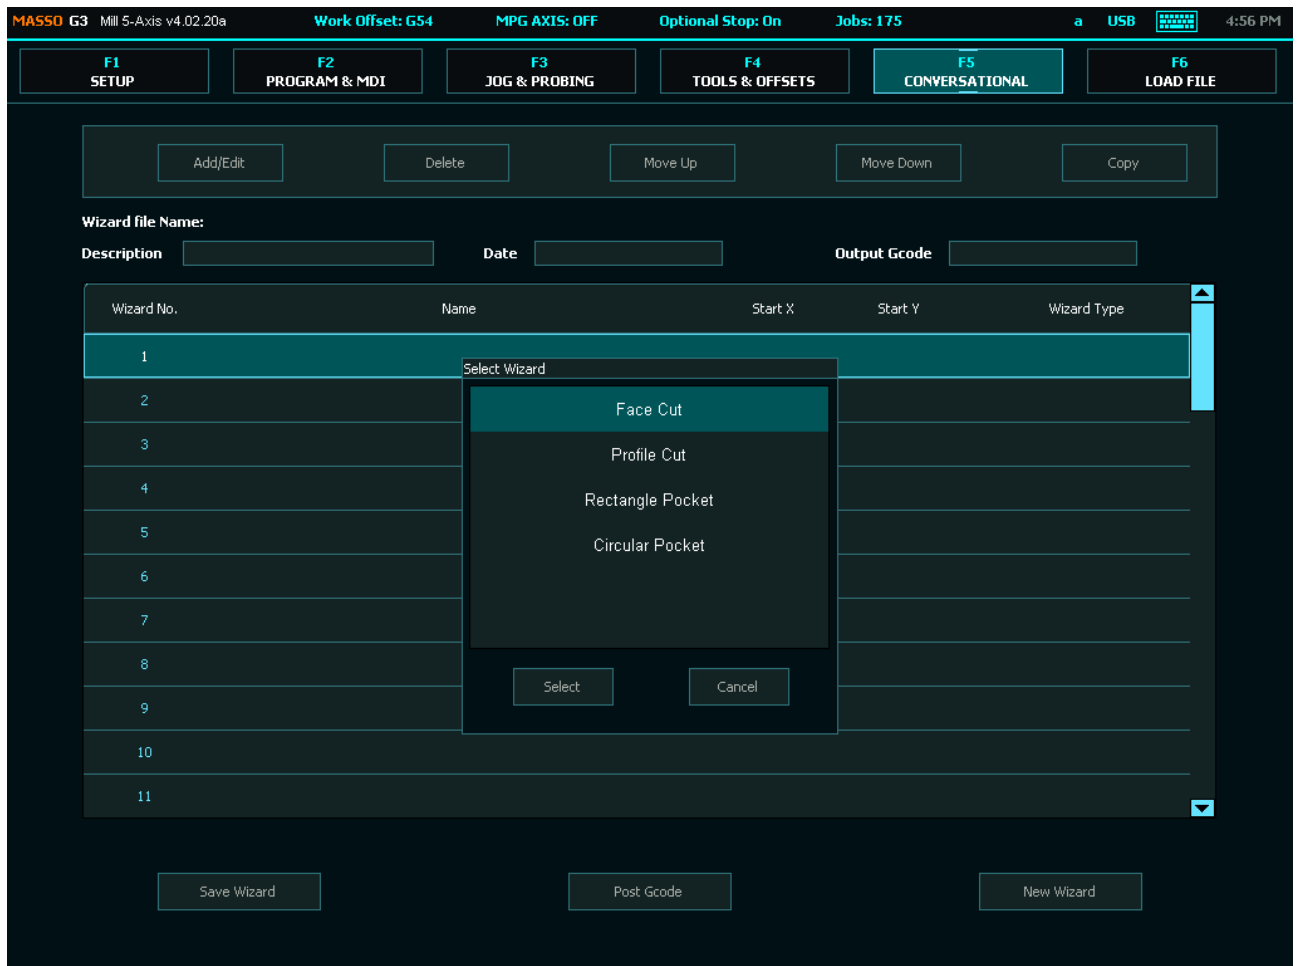 MASSO G3 Mill 5-Axis v4.02.20a Work Offset: G54 MPG AXIS: OFF Optional Stop: On Jobs: 175 a USB 4:56 PM
F1 F2 F3 F4 F5 F6
SETUP PROGRAM & MDI JOG & PROBING TOOLS & OFFSETS CONVERSATIONAL LOAD FILE
Add/Edit Delete Move Up Move Down Copy
Wizard file Name:
Description Date Output Gcode
Wizard No. Name Start X Start Y Wizard Type
1
Select Wizard
2
Face Cut
3
Profile Cut
4
Rectangle Pocket
5
Circular Pocket
6
7
8
Select Cancel
9
10
11
Save Wizard Post Gcode New Wizard